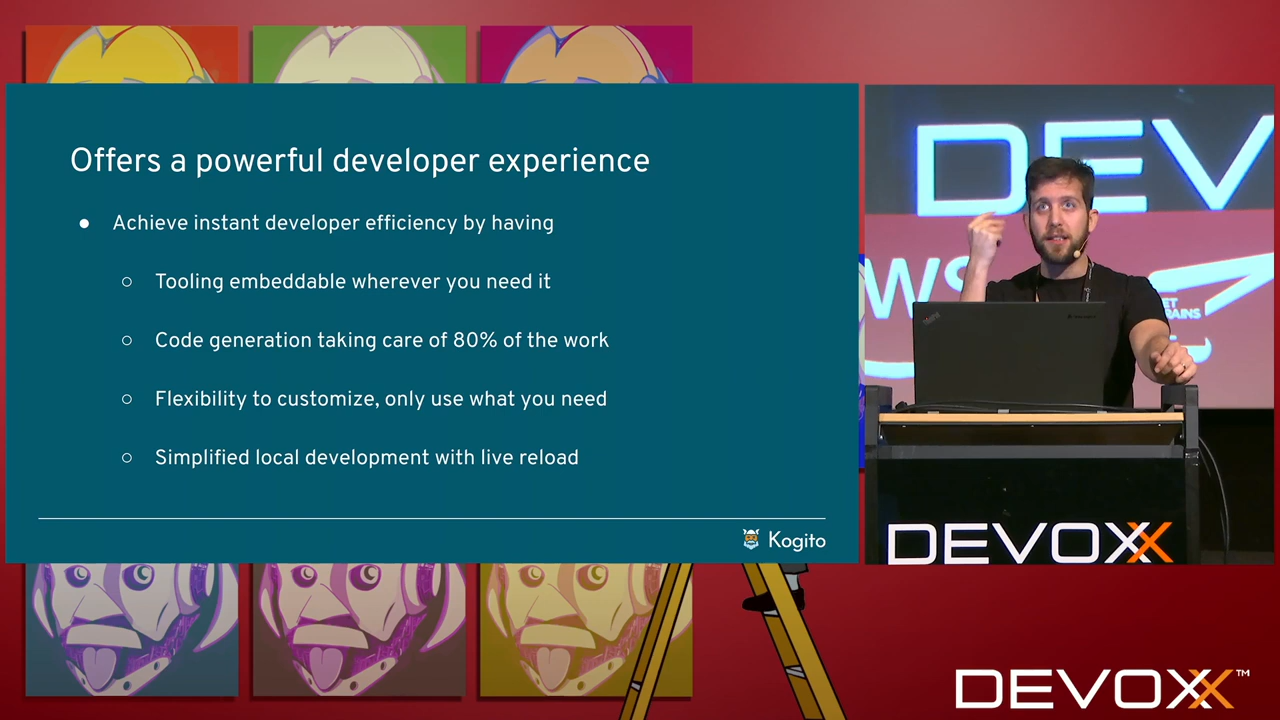 Offers a powerful developer experience
Achieve instant developer efficiency by having
Tooling embeddable wherever you need it
Code generation taking care of 80% of the work
Flexibility to customize, only use what you need
Simplified local development with live reload
Kogito
DEV
WS
RAINS
DEVOXX
DEVOXX™